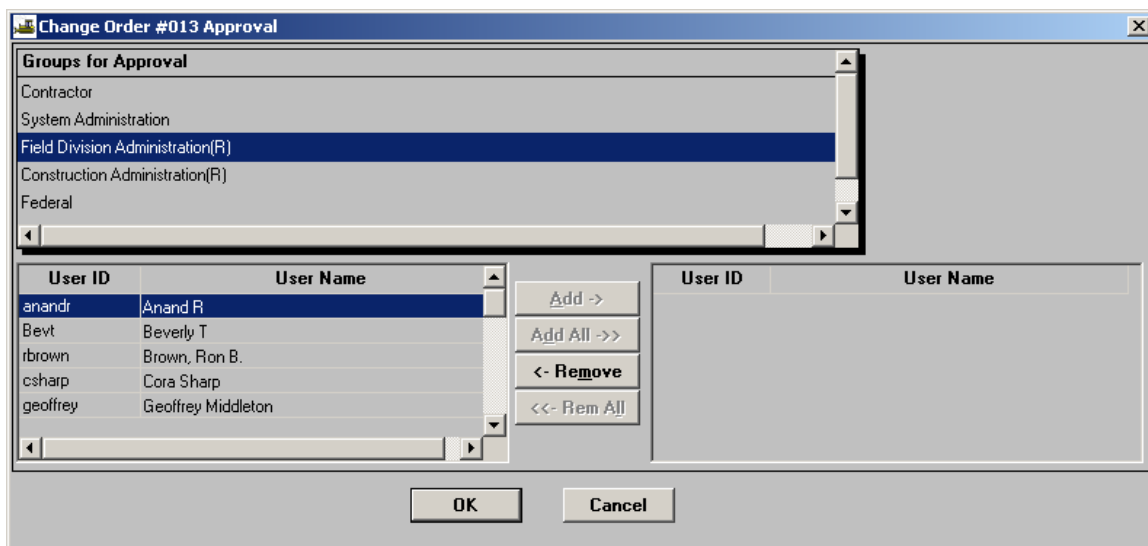 Change Order #013 Approval
Groups for Approval
Contractor
System Administration
Field Division Administration(R)
Construction Administration(R)
Federal
User ID User Name
anandr Anand R
Bevt Beverly T
rbrown Brown, Ron B.
csharp Cora Sharp
geoffrey Geoffrey Middleton
Add ->
Add All ->>
<- Remove
<<- Rem All
User ID User Name
OK Cancel